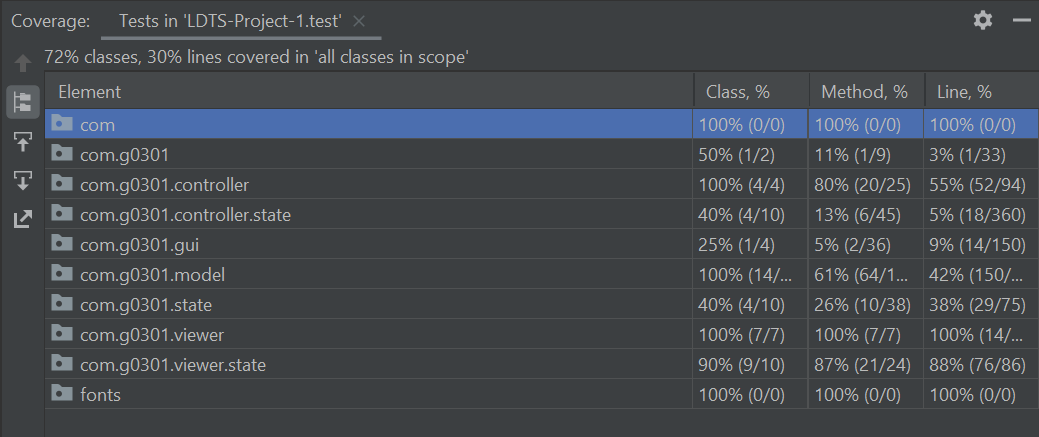 Coverage: Tests in 'LDTS-Project-1.test'
72% classes, 30% lines covered in 'all classes in scope'
Element Class, % Method, % Line, %
com 100% (0/0) 100% (0/0) 100% (0/0)
com.g0301 50% (1/2) 11% (1/9) 3% (1/33)
com.g0301.controller 100% (4/4) 80% (20/25) 55% (52/94)
com.g0301.controller.state 40% (4/10) 13% (6/45) 5% (18/360)
com.g0301.gui 25% (1/4) 5% (2/36) 9% (14/150)
com.g0301.model 100% (14/... 61% (64/1... 42% (150/...
com.g0301.state 40% (4/10) 26% (10/38) 38% (29/75)
com.g0301.viewer 100% (7/7) 100% (7/7) 100% (14/...
com.g0301.viewer.state 90% (9/10) 87% (21/24) 88% (76/86)
fonts 100% (0/0) 100% (0/0) 100% (0/0)